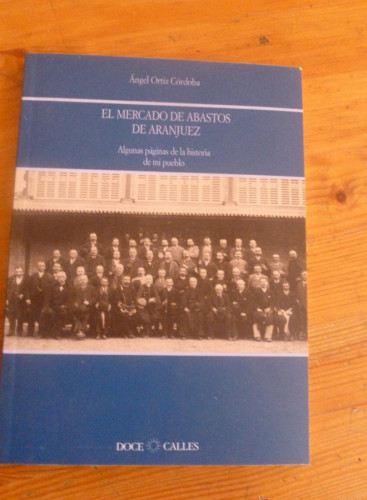 Ángel Ortiz Córdoba
EL MERCADO DE ABASTOS
DE ARANJUEZ
Algunas páginas de la historia
de mi pueblo
DOCE CALLES